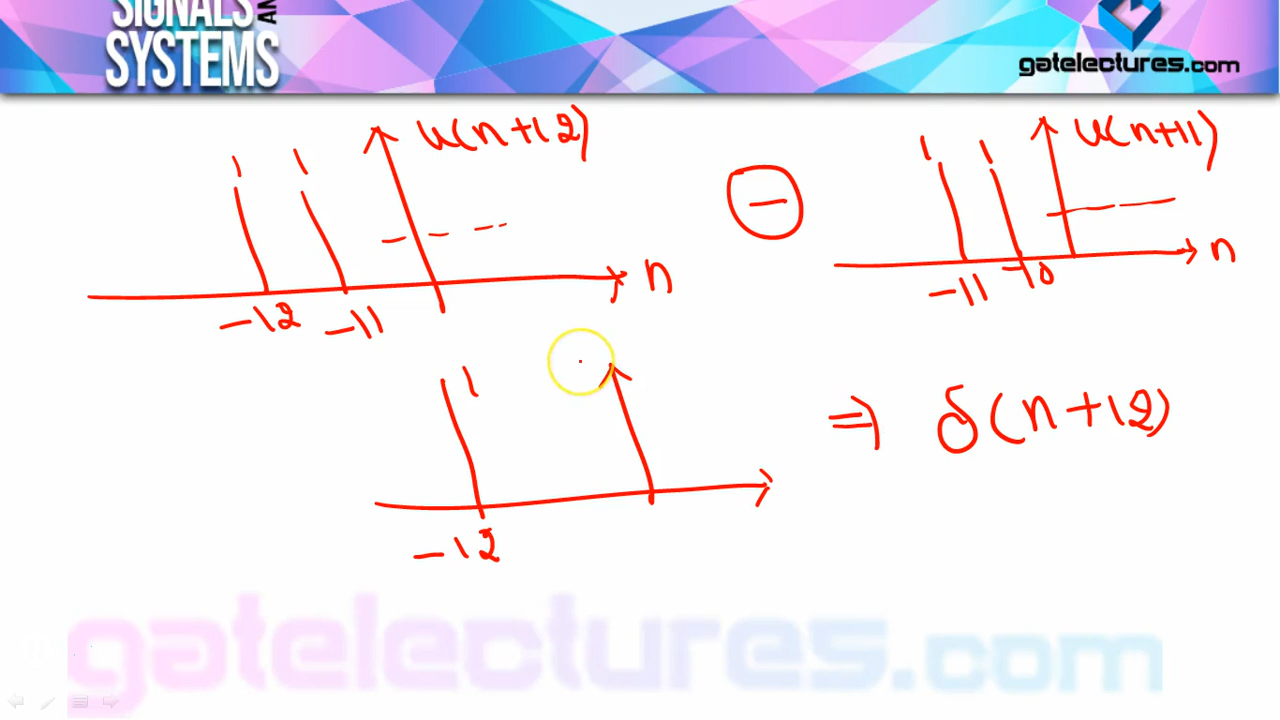 SIGNALS AN
SYSTEMS
gatelectures.com
1 1 u(n+12)
n
-12 -11
−
1 1 u(n+11)
n
-11 -10
1
-12
⇒ δ(n+12)
gatelectures.com